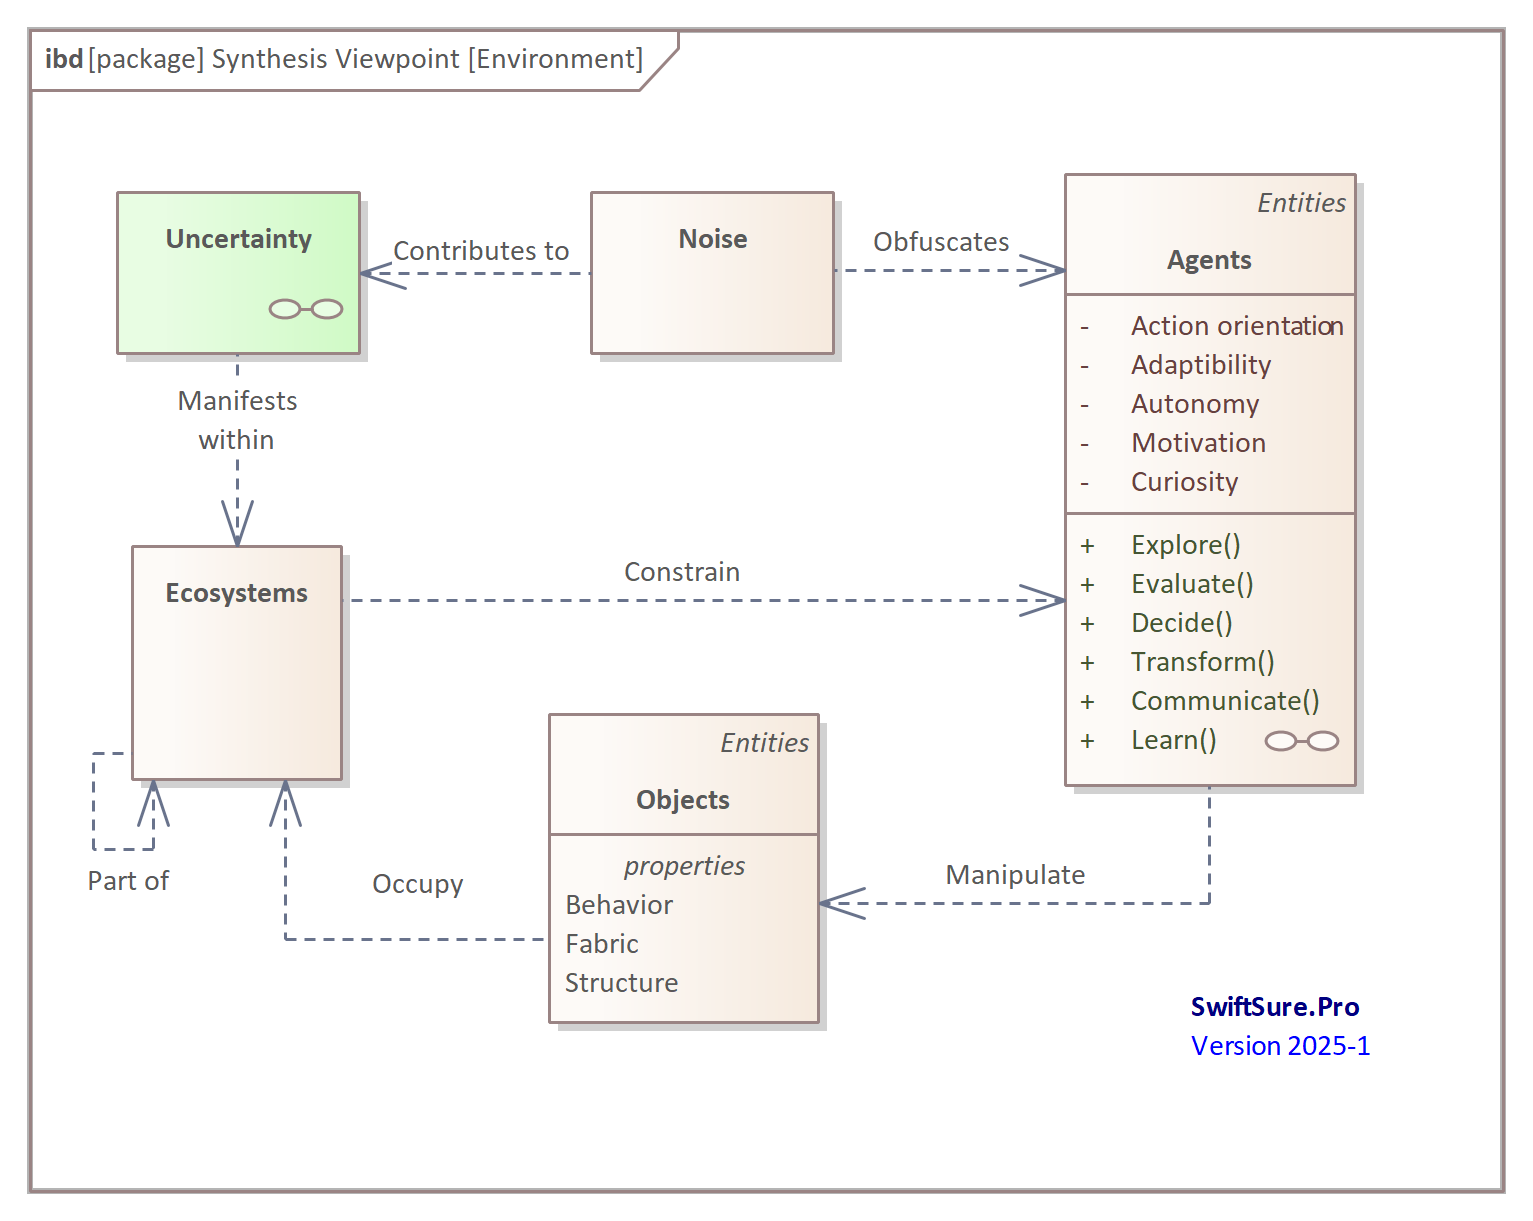 ibd [package] Synthesis Viewpoint [Environment]
Uncertainty
Contributes to
Noise
Obfuscates
Entities
Agents
- Action orientation
- Adaptibility
- Autonomy
- Motivation
- Curiosity
+ Explore()
+ Evaluate()
+ Decide()
+ Transform()
+ Communicate()
+ Learn()
Manifests
within
Ecosystems
Constrain
Part of
Occupy
Entities
Objects
properties
Behavior
Fabric
Structure
Manipulate
SwiftSure.Pro
Version 2025-1